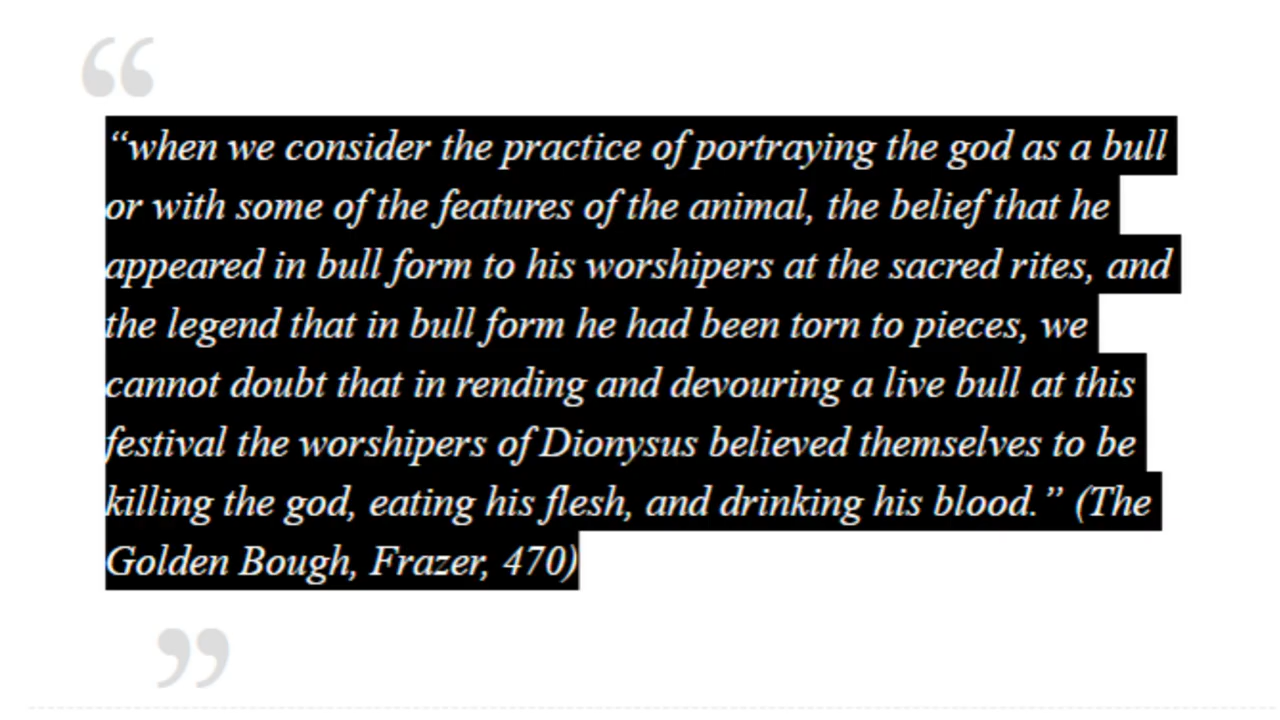 “
“when we consider the practice of portraying the god as a bull
or with some of the features of the animal, the belief that he
appeared in bull form to his worshipers at the sacred rites, and
the legend that in bull form he had been torn to pieces, we
cannot doubt that in rending and devouring a live bull at this
festival the worshipers of Dionysus believed themselves to be
killing the god, eating his flesh, and drinking his blood.” (The
Golden Bough, Frazer, 470)
”